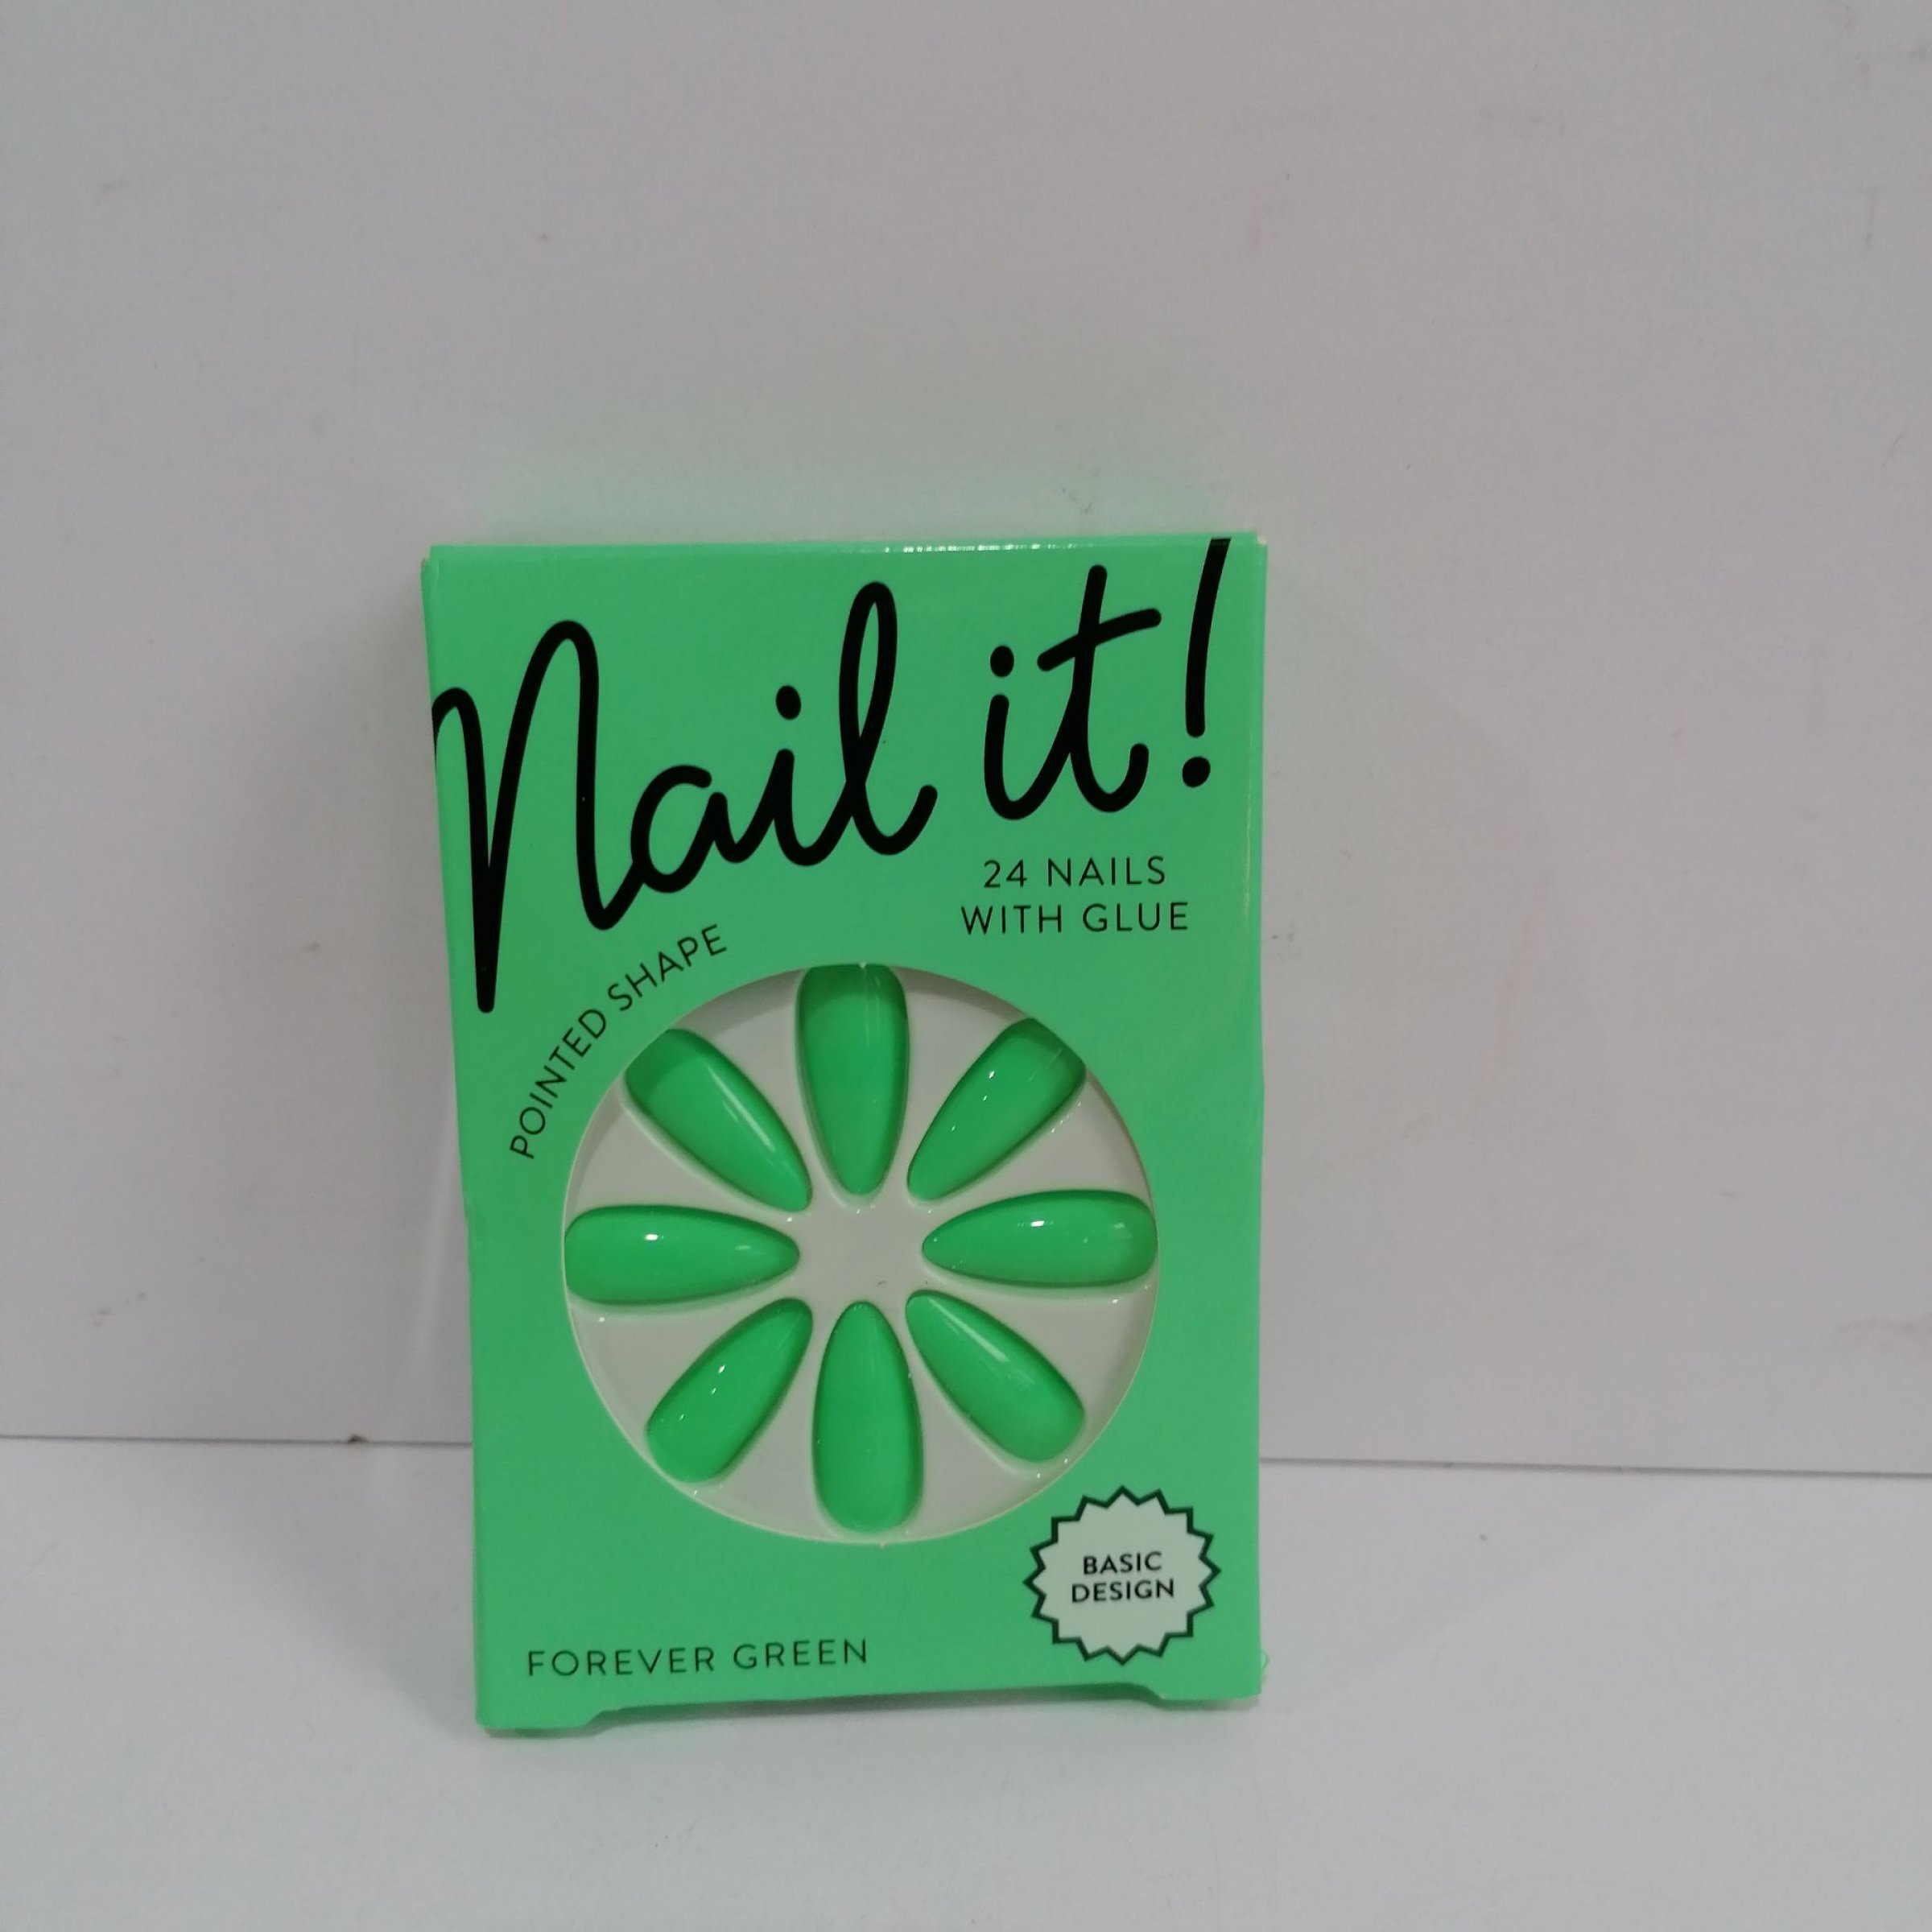 Nail it!
24 NAILS
WITH GLUE
POINTED SHAPE
BASIC
DESIGN
FOREVER GREEN